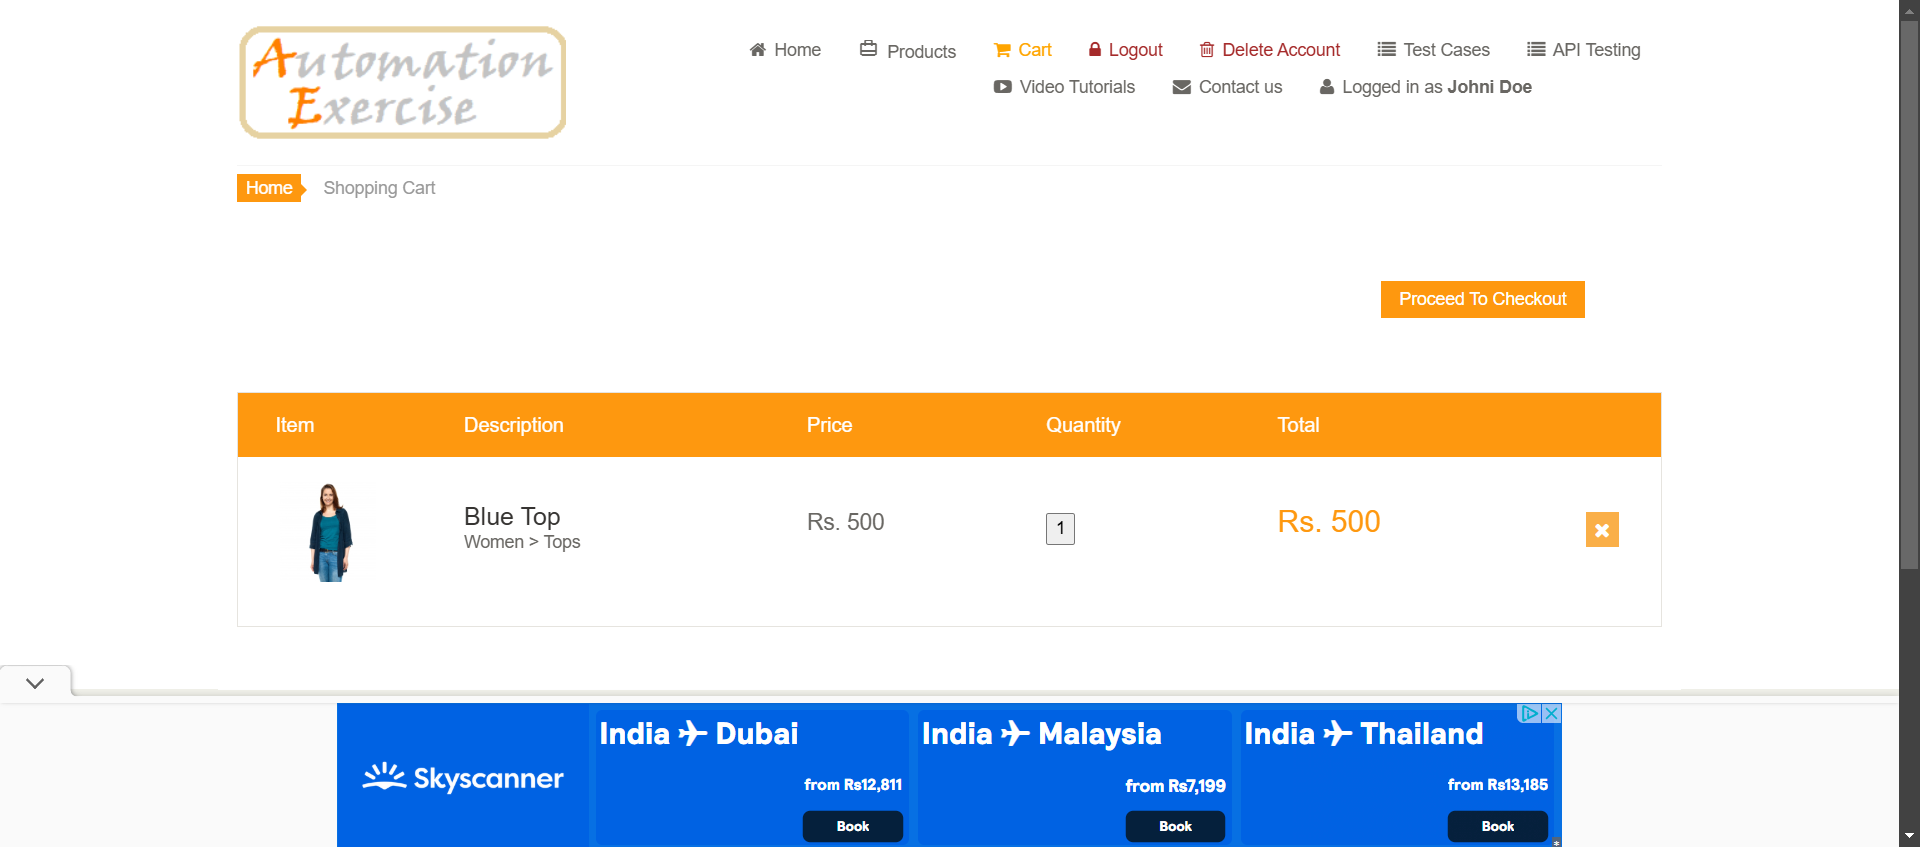 Automation
Exercise
Home
Products
Cart
Logout
Delete Account
Test Cases
API Testing
Video Tutorials
Contact us
Logged in as Johni Doe
Home
Shopping Cart
Proceed To Checkout
Item Description Price Quantity Total
Blue Top
Women > Tops
Rs. 500
1
Rs. 500
Skyscanner
India Dubai
from Rs12,811
Book
India Malaysia
from Rs7,199
Book
India Thailand
from Rs13,185
Book